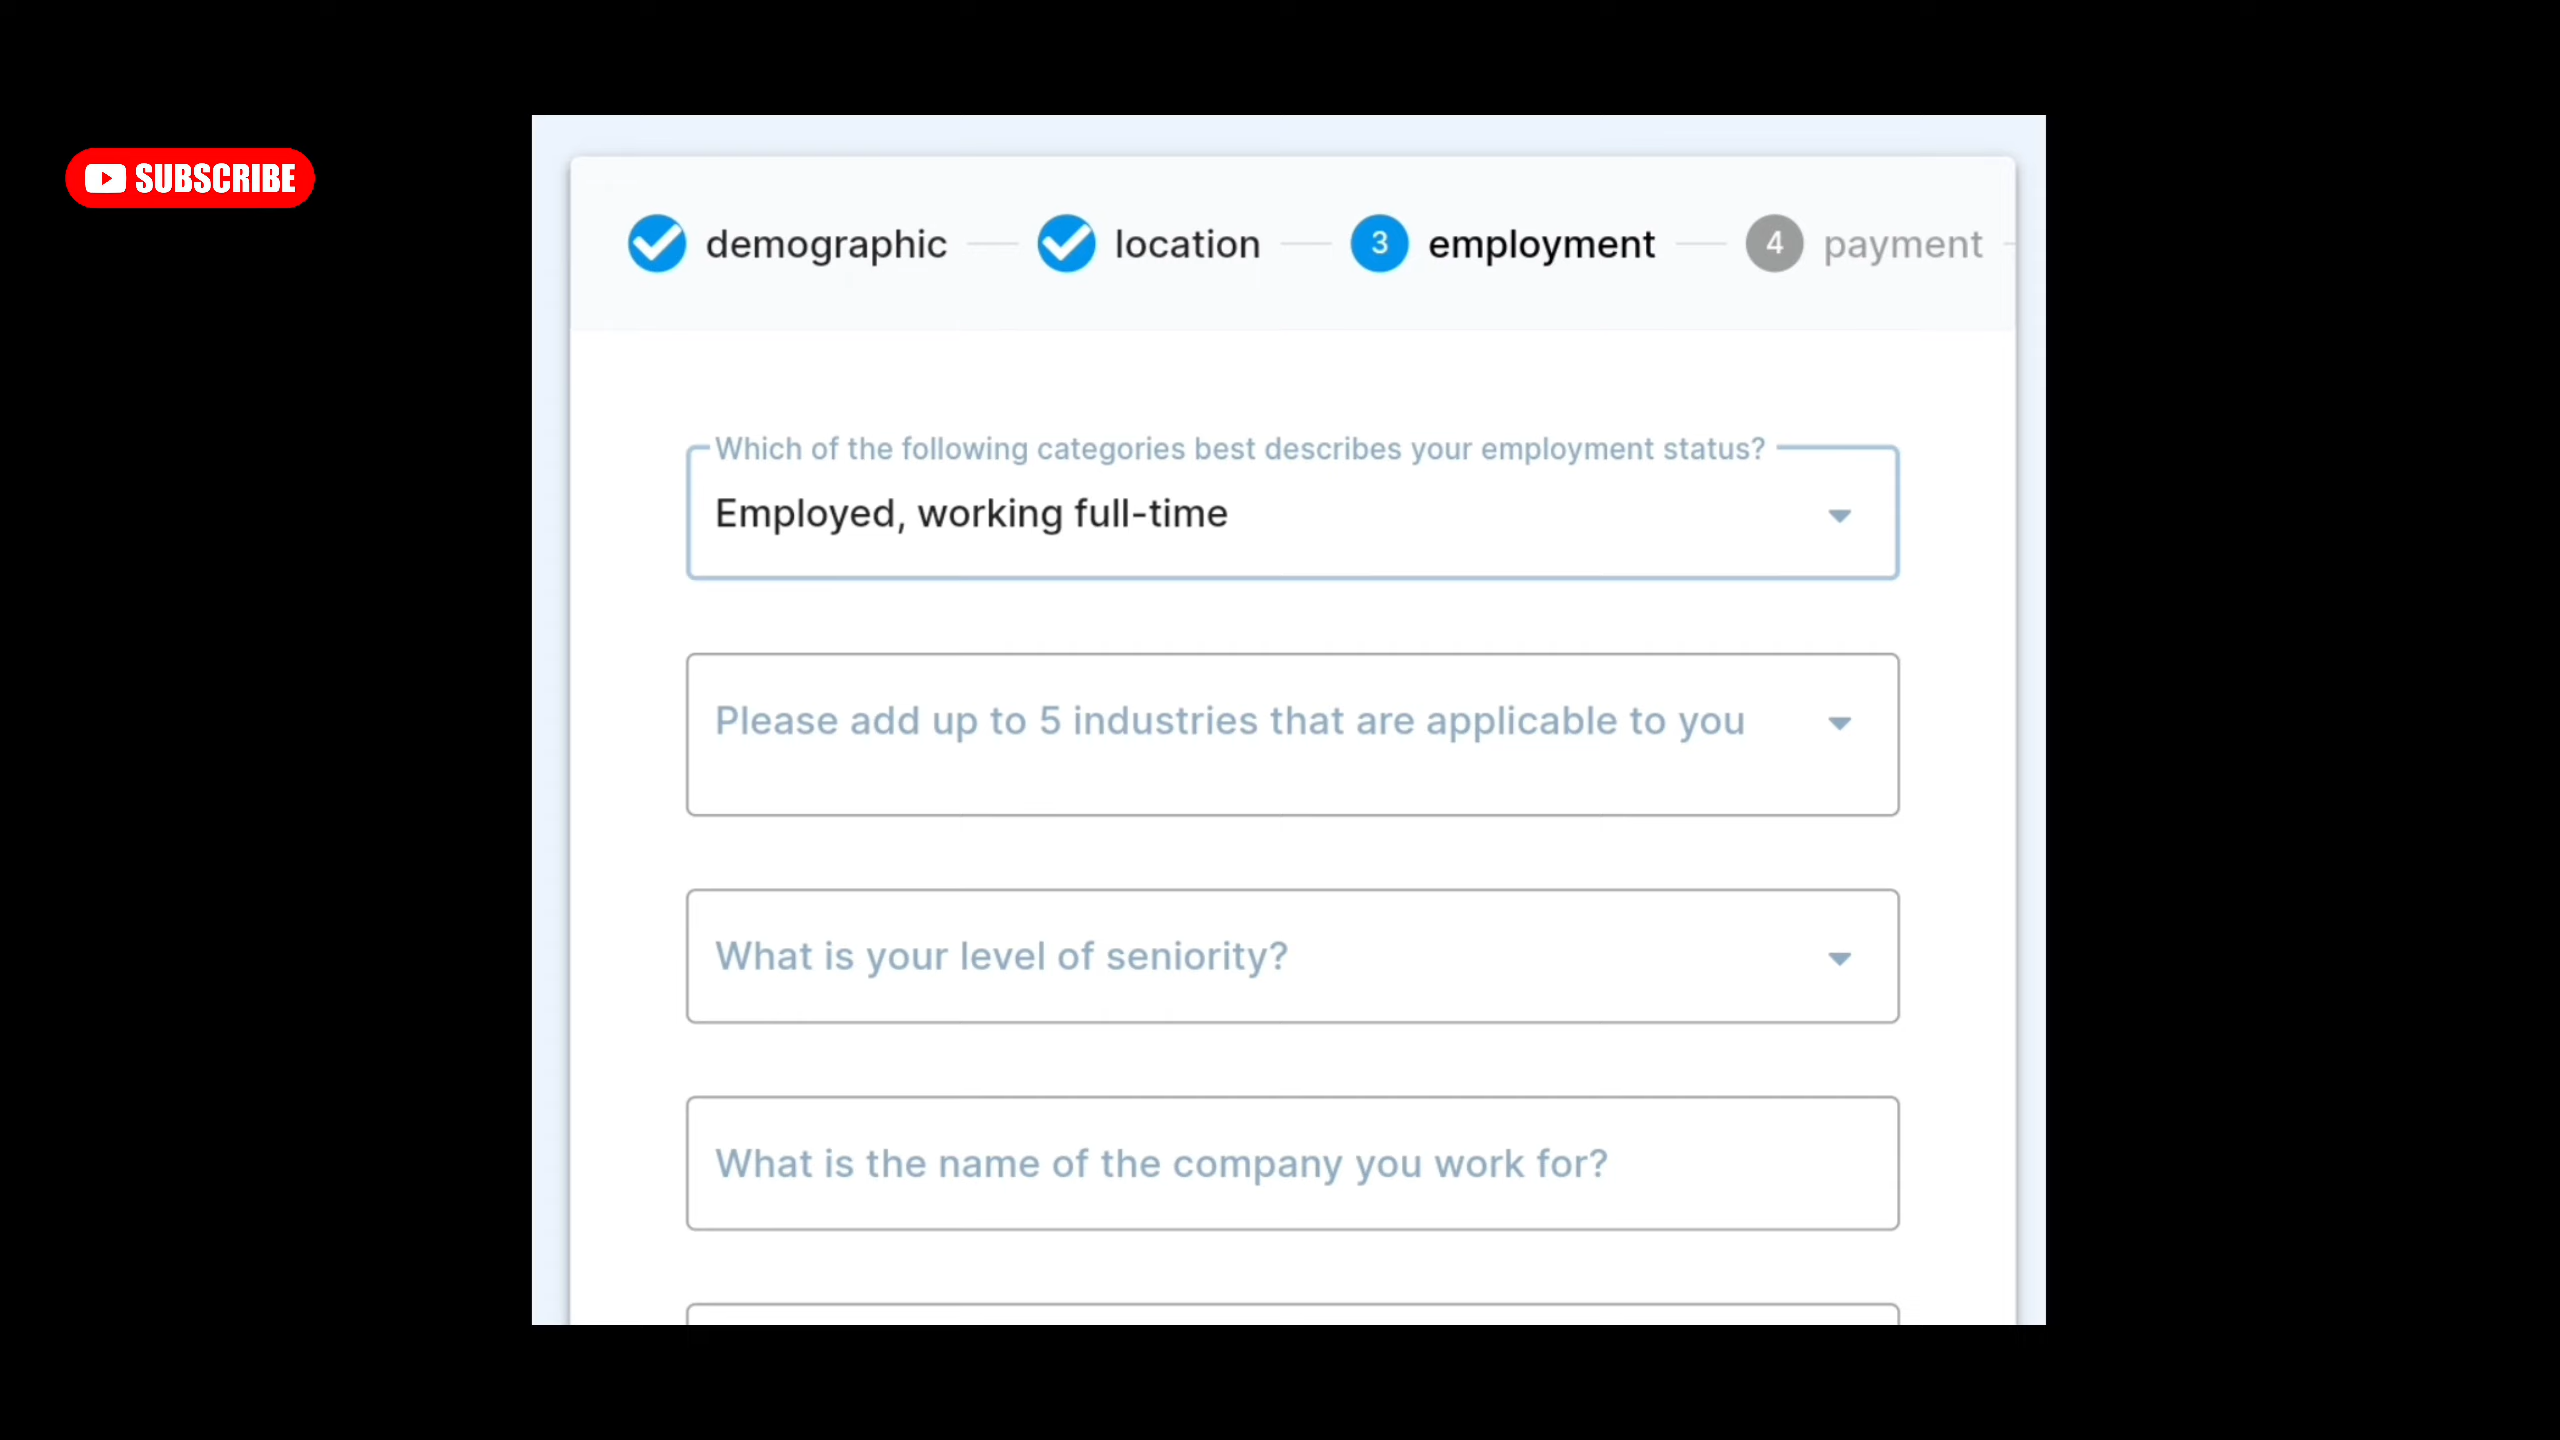 SUBSCRIBE
demographic
location
3 employment
4 payment
Which of the following categories best describes your employment status?
Employed, working full-time
Please add up to 5 industries that are applicable to you
What is your level of seniority?
What is the name of the company you work for?